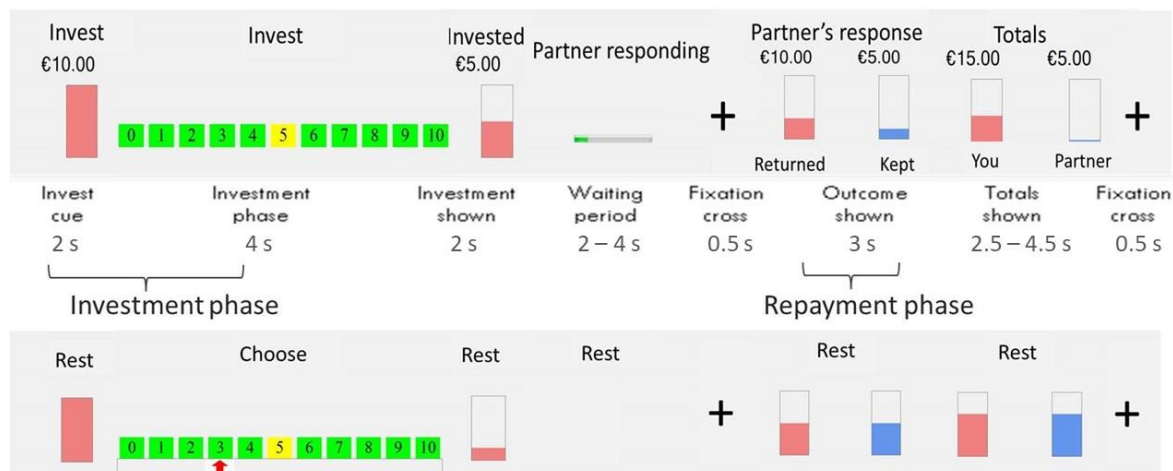 Invest Invest Invested Partner responding Partner's response Totals
€10.00 €5.00 €10.00 €5.00 €15.00 €5.00
0 1 2 3 4 5 6 7 8 9 10
Returned Kept You Partner
Invest cue Investment phase Investment shown Waiting period Fixation cross Outcome shown Totals shown Fixation cross
2 s 4 s 2 s 2 – 4 s 0.5 s 3 s 2.5 – 4.5 s 0.5 s
Investment phase Repayment phase
Rest Choose Rest Rest Rest Rest
0 1 2 3 4 5 6 7 8 9 10